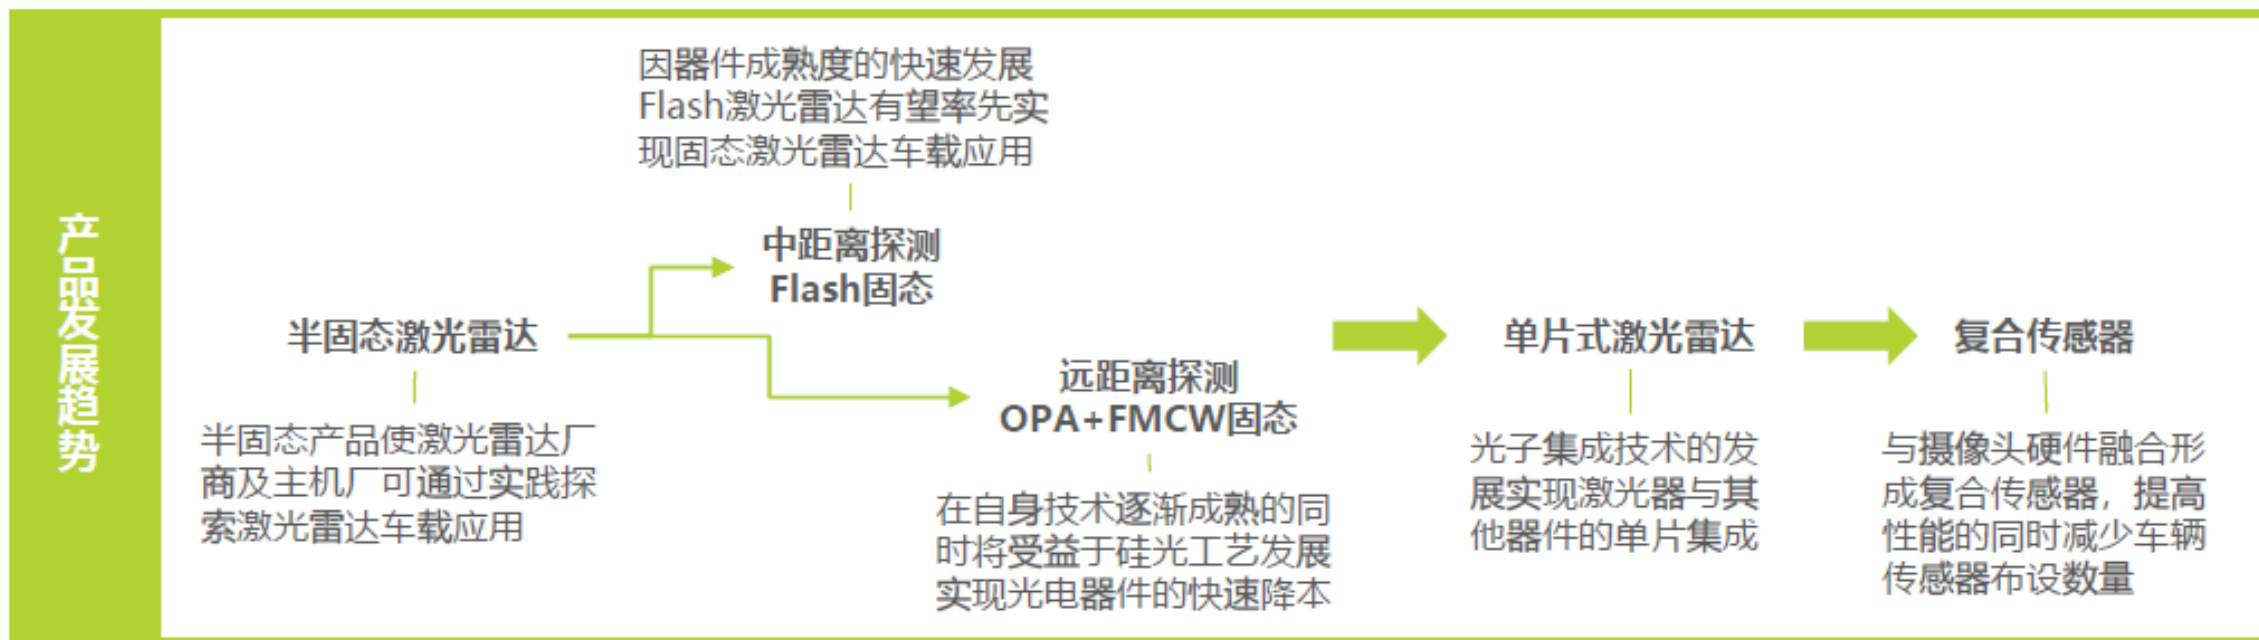 产品发展趋势
因器件成熟度的快速发展
Flash激光雷达有望率先实
现固态激光雷达车载应用
中距离探测
Flash固态
半固态激光雷达
半固态产品使激光雷达厂
商及主机厂可通过实践探
索激光雷达车载应用
远距离探测
OPA+FMCW固态
在自身技术逐渐成熟的同
时将受益于硅光工艺发展
实现光电器件的快速降本
单片式激光雷达
光子集成技术的发
展实现激光器与其
他器件的单片集成
复合传感器
与摄像头硬件融合形
成复合传感器，提高
性能的同时减少车辆
传感器布设数量